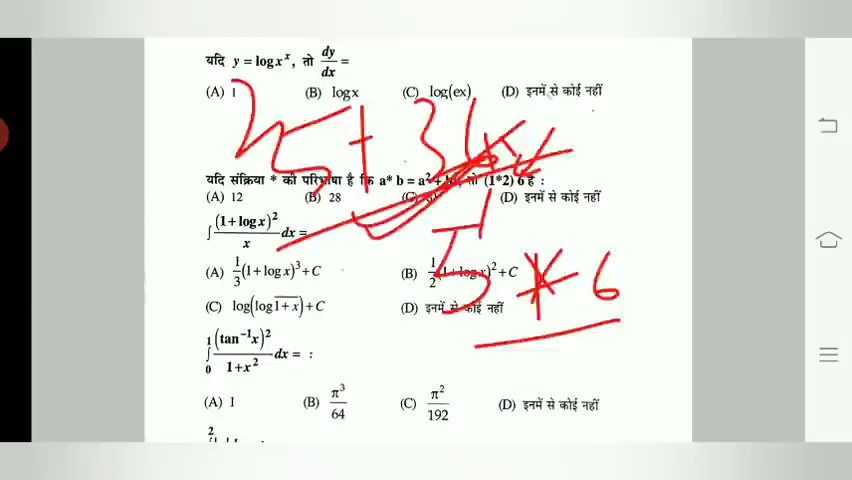 यदि y = log xˣ, तो dy/dx =
(A) 1 (B) log x (C) log(ex) (D) इनमें से कोई नहीं
25 + 36
यदि संक्रिया * की परिभाषा है कि a* b = a² + तो (1*2) 6 है :
(A) 12 (B) 28 (C) (D) इनमें से कोई नहीं
∫ (1+log x)²/x dx =
5 * 6
(A) 1/3 (1+log x)³ + C (B) 1/2 (1+log x)² + C
(C) log(log 1+x) + C (D) इनमें से कोई नहीं
∫₀¹ (tan⁻¹x)²/1+x² dx = :
(A) 1 (B) π³/64 (C) π²/192 (D) इनमें से कोई नहीं
2